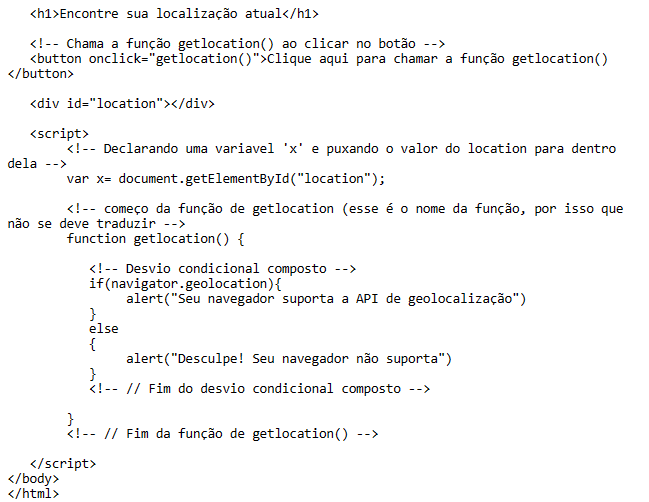 <h1>Encontre sua localização atual</h1>
<!-- Chama a função getlocation() ao clicar no botão -->
<button onclick="getlocation()">Clique aqui para chamar a função getlocation()
</button>
<div id="location"></div>
<script>
<!-- Declarando uma variavel 'x' e puxando o valor do location para dentro
dela -->
var x= document.getElementById("location");
<!-- começo da função de getlocation (esse é o nome da função, por isso que
não se deve traduzir -->
function getlocation() {
<!-- Desvio condicional composto -->
if(navigator.geolocation){
alert("Seu navegador suporta a API de geolocalização")
}
else
{
alert("Desculpe! Seu navegador não suporta")
}
<!-- // Fim do desvio condicional composto -->
}
<!-- // Fim da função de getlocation() -->
</script>
</body>
</html>